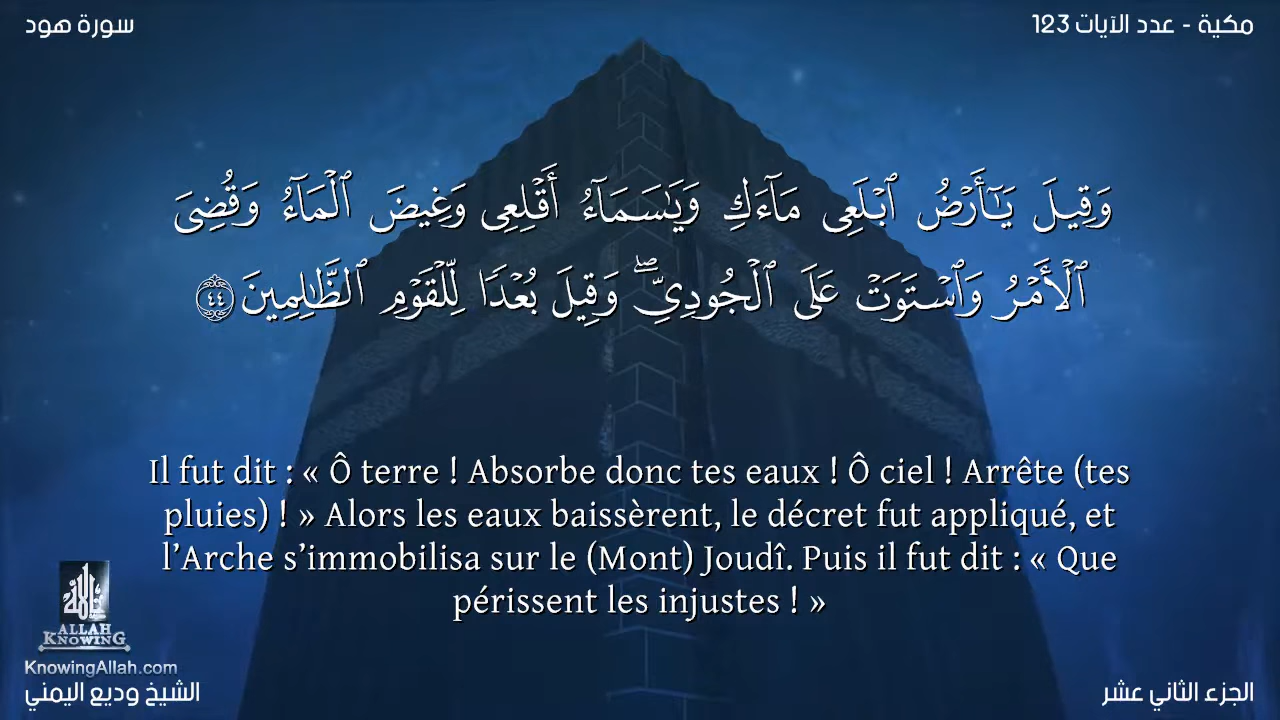 سورة هود
مكية - عدد الآيات 123
وَقِيلَ يَٰٓأَرْضُ ٱبْلَعِى مَآءَكِ وَيَٰسَمَآءُ أَقْلِعِى وَغِيضَ ٱلْمَآءُ وَقُضِىَ
ٱلْأَمْرُ وَٱسْتَوَتْ عَلَى ٱلْجُودِىِّ ۖ وَقِيلَ بُعْدًا لِّلْقَوْمِ ٱلظَّٰلِمِينَ ٤٤
Il fut dit : « Ô terre ! Absorbe donc tes eaux ! Ô ciel ! Arrête (tes
pluies) ! » Alors les eaux baissèrent, le décret fut appliqué, et
l’Arche s’immobilisa sur le (Mont) Joudî. Puis il fut dit : « Que
périssent les injustes ! »
ALLAH
KNOWING
KnowingAllah.com
الشيخ وديع اليمني
الجزء الثاني عشر